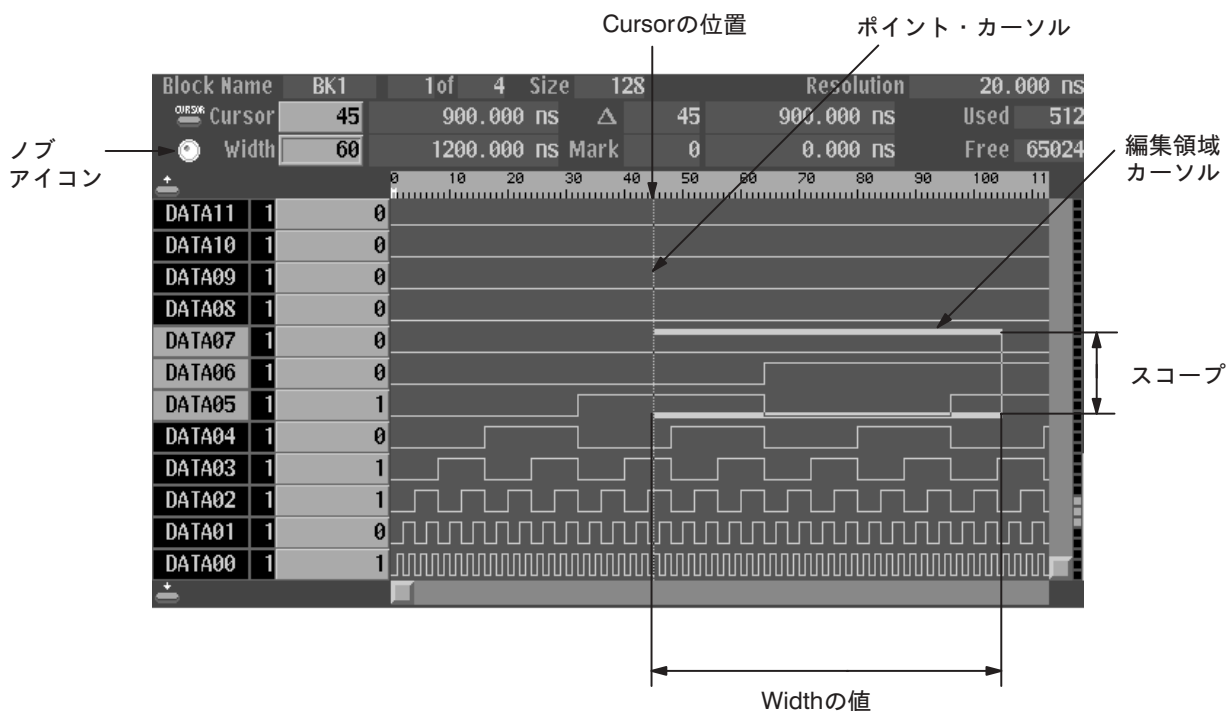 Cursorの位置
ポイント・カーソル
Block Name BK1 1of 4 Size 128 Resolution 20.000 ns
CURSOR Cursor 45 900.000 ns Δ 45 900.000 ns Used 512
Width 60 1200.000 ns Mark 0 0.000 ns Free 65024
ノブ
アイコン
編集領域
カーソル
0 10 20 30 40 50 60 70 80 90 100 11
DATA11 1 0
DATA10 1 0
DATA09 1 0
DATA08 1 0
DATA07 1 0
DATA06 1 0
DATA05 1 1
DATA04 1 0
DATA03 1 1
DATA02 1 1
DATA01 1 0
DATA00 1 1
スコープ
Widthの値